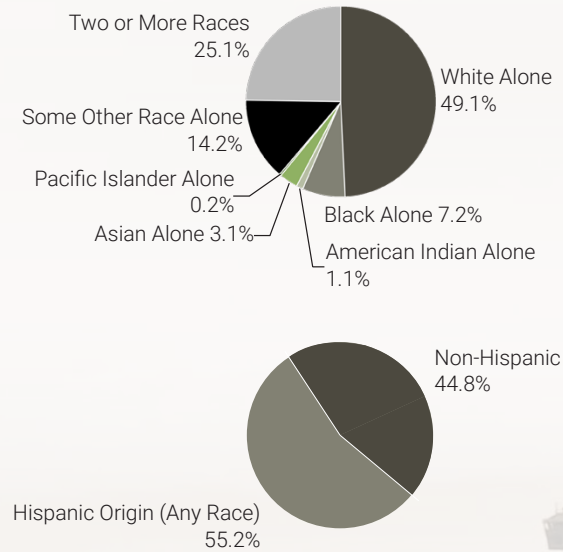 Two or More Races
25.1%
White Alone
49.1%
Some Other Race Alone
14.2%
Pacific Islander Alone
0.2%
Asian Alone 3.1%
Black Alone 7.2%
American Indian Alone
1.1%
Non-Hispanic
44.8%
Hispanic Origin (Any Race)
55.2%